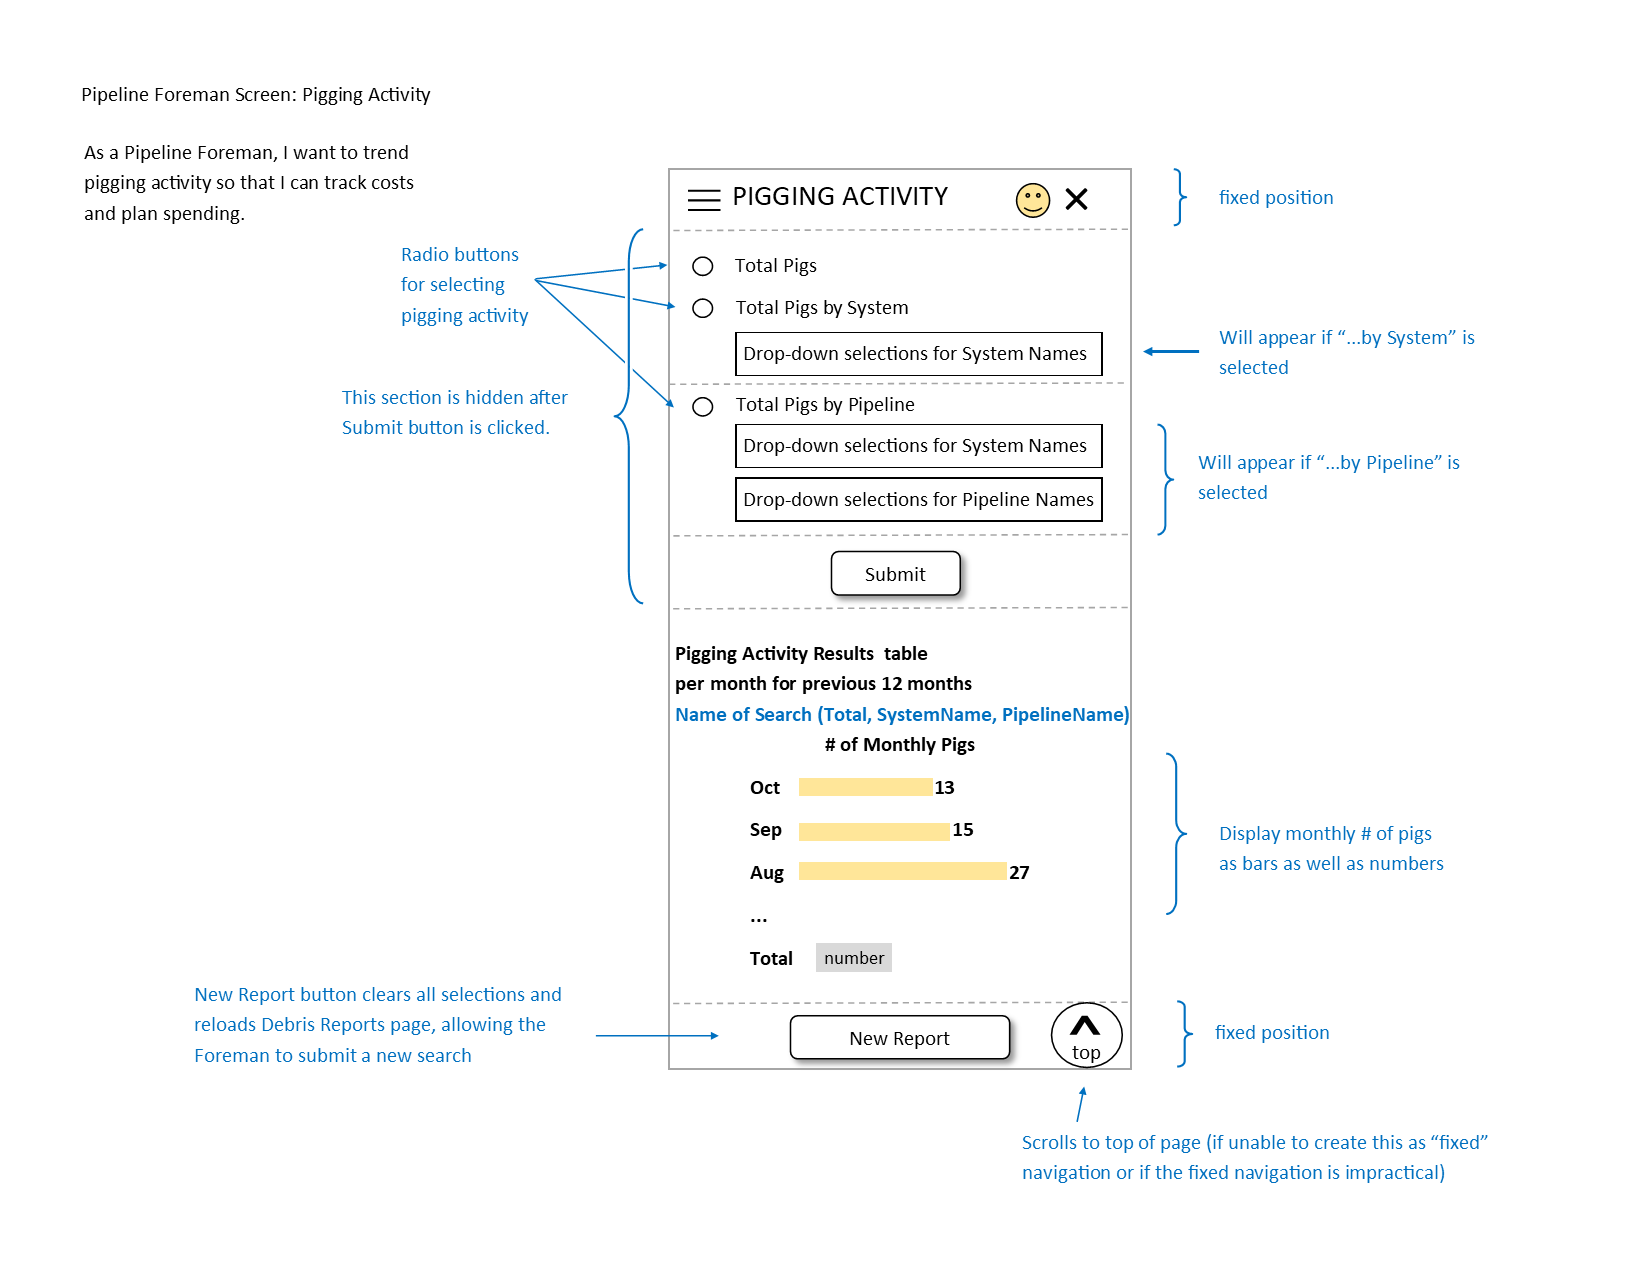 Pipeline Foreman Screen: Pigging Activity
As a Pipeline Foreman, I want to trend
pigging activity so that I can track costs
and plan spending.
PIGGING ACTIVITY
fixed position
Radio buttons
for selecting
pigging activity
Total Pigs
Total Pigs by System
Drop-down selections for System Names
Will appear if “...by System” is
selected
This section is hidden after
Submit button is clicked.
Total Pigs by Pipeline
Drop-down selections for System Names
Drop-down selections for Pipeline Names
Will appear if “...by Pipeline” is
selected
Submit
Pigging Activity Results  table
per month for previous 12 months
Name of Search (Total, SystemName, PipelineName)
# of Monthly Pigs
Oct 13
Sep 15
Aug 27
...
Total number
Display monthly # of pigs
as bars as well as numbers
New Report button clears all selections and
reloads Debris Reports page, allowing the
Foreman to submit a new search
New Report
top
fixed position
Scrolls to top of page (if unable to create this as “fixed”
navigation or if the fixed navigation is impractical)